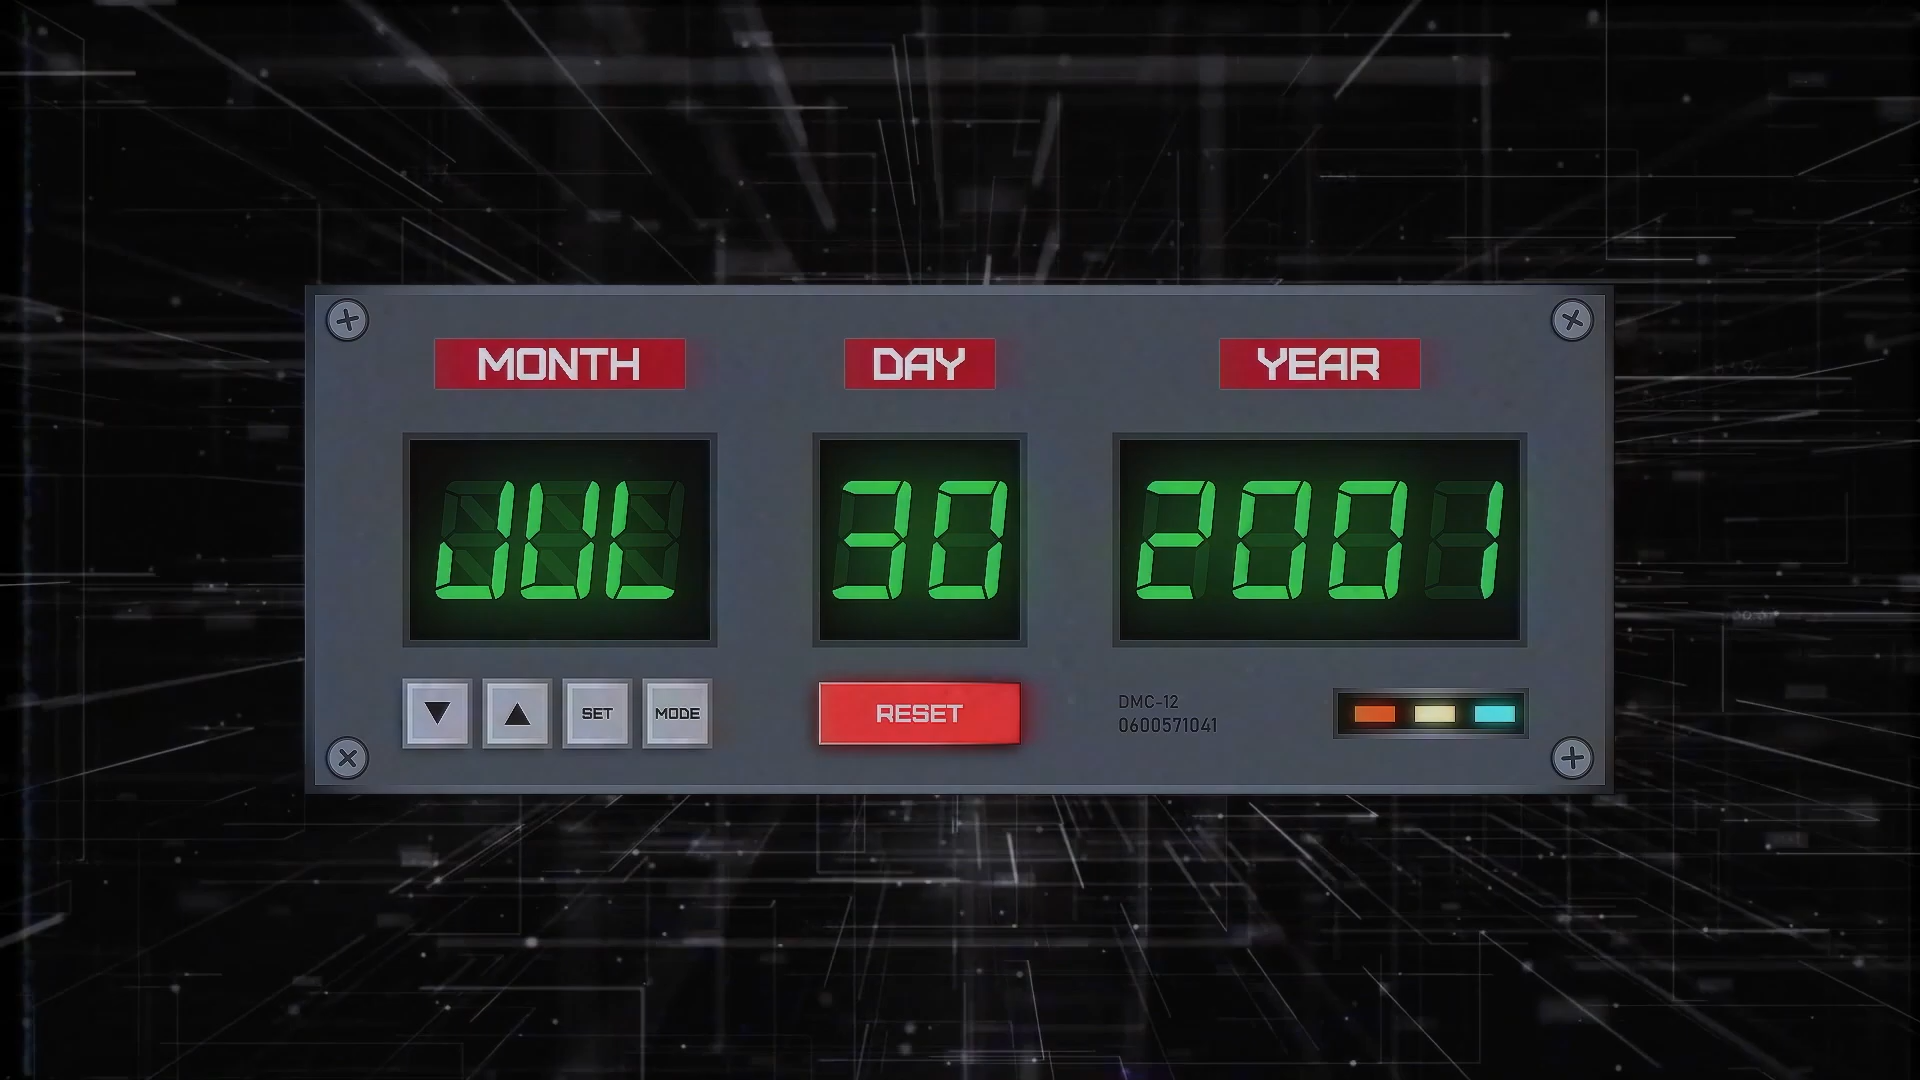 MONTH DAY YEAR
JUL 30 2001
SET MODE RESET
DMC-12
0600571041